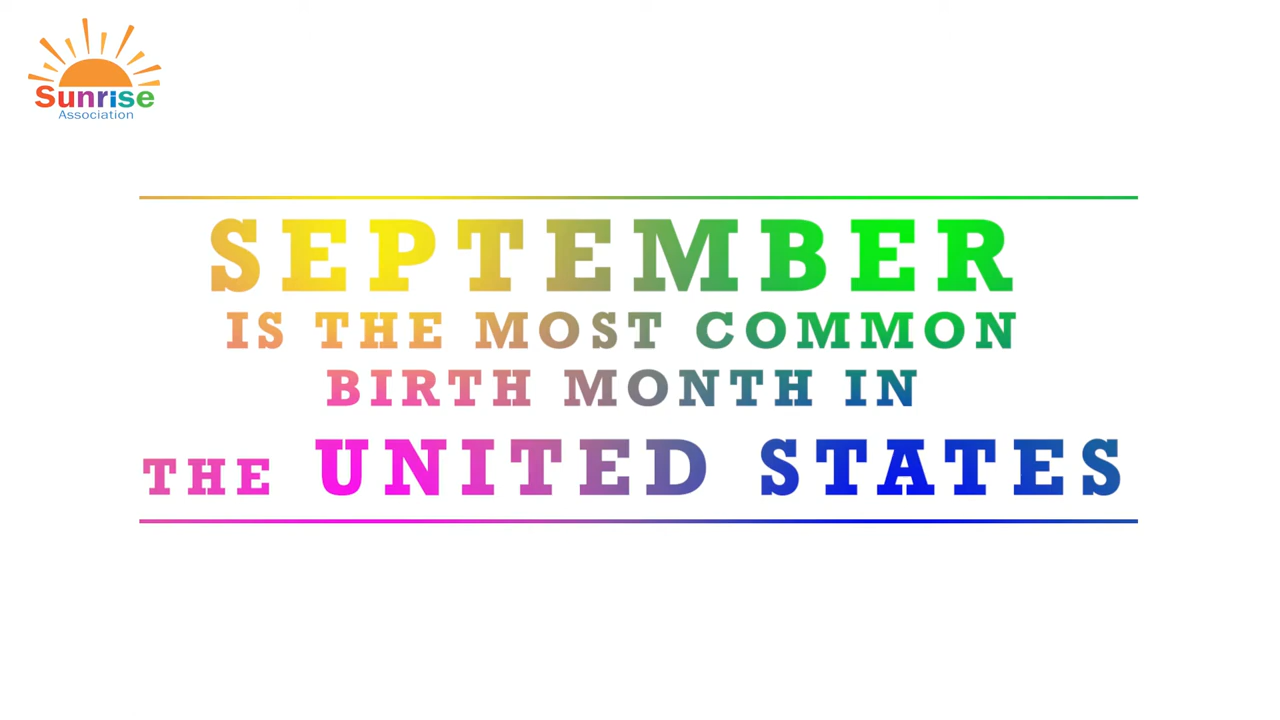 Sunrise
Association
SEPTEMBER
IS THE MOST COMMON
BIRTH MONTH IN
THE UNITED STATES